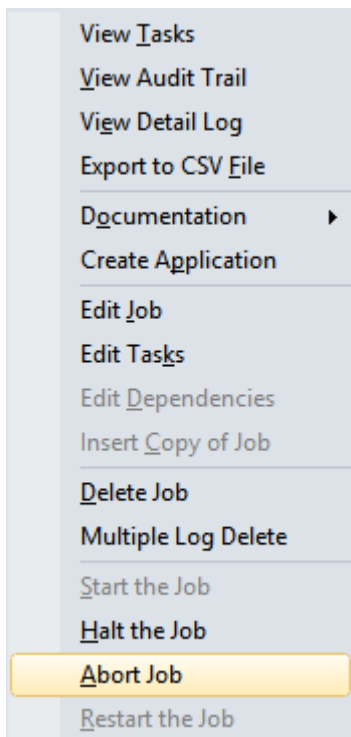 View Tasks
View Audit Trail
View Detail Log
Export to CSV File
Documentation
Create Application
Edit Job
Edit Tasks
Edit Dependencies
Insert Copy of Job
Delete Job
Multiple Log Delete
Start the Job
Halt the Job
Abort Job
Restart the Job